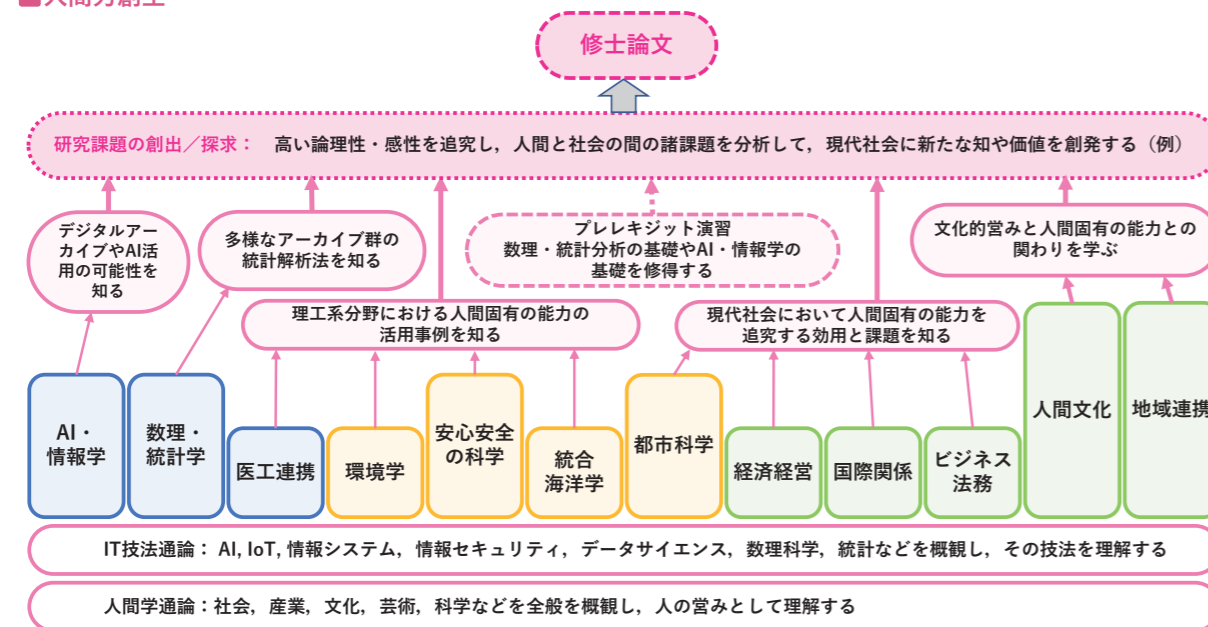 修士論文
研究課題の創出／探求： 高い論理性・感性を追究し，人間と社会の間の諸課題を分析して，現代社会に新たな知や価値を創発する（例）
デジタルアー
カイブやAI活
用の可能性を
知る
多様なアーカイブ群の
統計解析法を知る
プレレキジット演習
数理・統計分析の基礎やAI・情報学の
基礎を修得する
文化的営みと人間固有の能力との
関わりを学ぶ
理工系分野における人間固有の能力の
活用事例を知る
現代社会において人間固有の能力を
追究する効用と課題を知る
AI・
情報学
数理・
統計学
医工連携
環境学
安心安全
の科学
統合
海洋学
都市科学
経済経営
国際関係
ビジネス
法務
人間文化
地域連携
IT技法通論： AI, IoT, 情報システム，情報セキュリティ，データサイエンス，数理科学，統計などを概観し，その技法を理解する
人間学通論：社会，産業，文化，芸術，科学などを全般を概観し，人の営みとして理解する